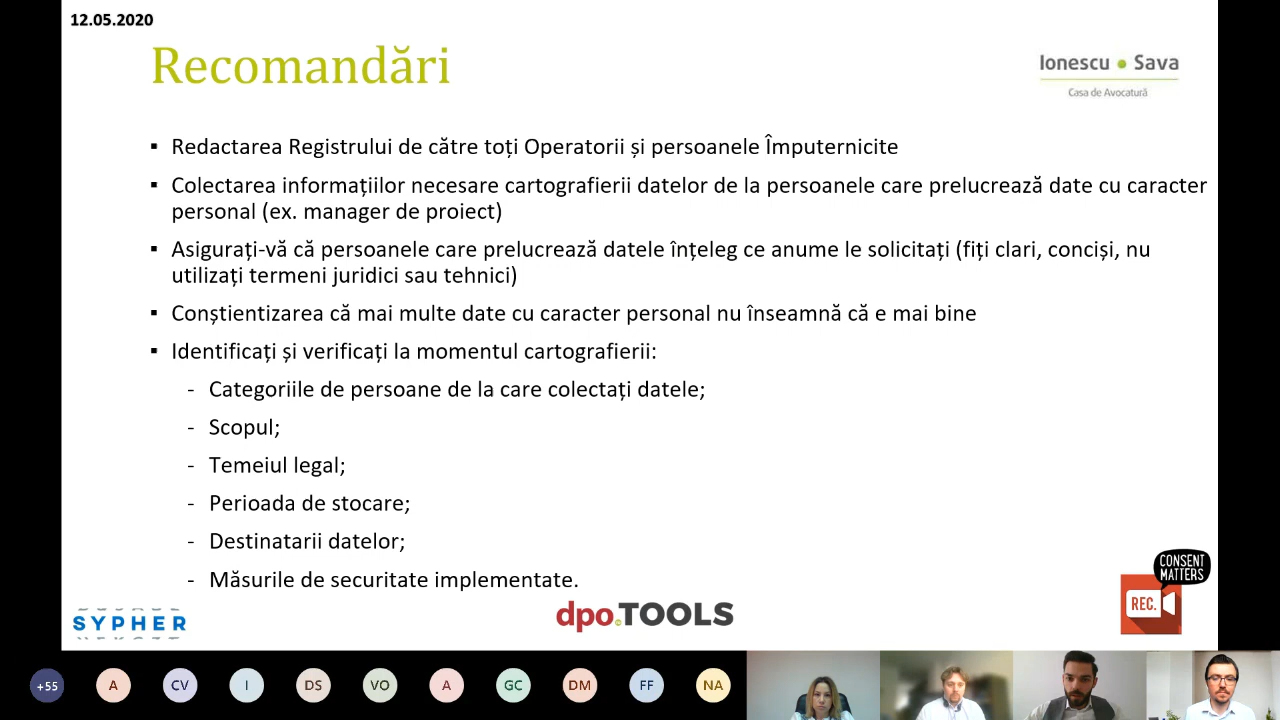 12.05.2020
Recomandări
Ionescu • Sava
Casa de Avocatură
▪ Redactarea Registrului de către toți Operatorii și persoanele Împuternicite
▪ Colectarea informațiilor necesare cartografierii datelor de la persoanele care prelucrează date cu caracter
personal (ex. manager de proiect)
▪ Asigurați-vă că persoanele care prelucrează datele înțeleg ce anume le solicitați (fiți clari, conciși, nu
utilizați termeni juridici sau tehnici)
▪ Conștientizarea că mai multe date cu caracter personal nu înseamnă că e mai bine
▪ Identificați și verificați la momentul cartografierii:
- Categoriile de persoane de la care colectați datele;
- Scopul;
- Temeiul legal;
- Perioada de stocare;
- Destinatarii datelor;
- Măsurile de securitate implementate.
CONSENT
MATTERS
REC.
SYPHER
dpo.TOOLS
+55 A CV I DS VO A GC DM FF NA